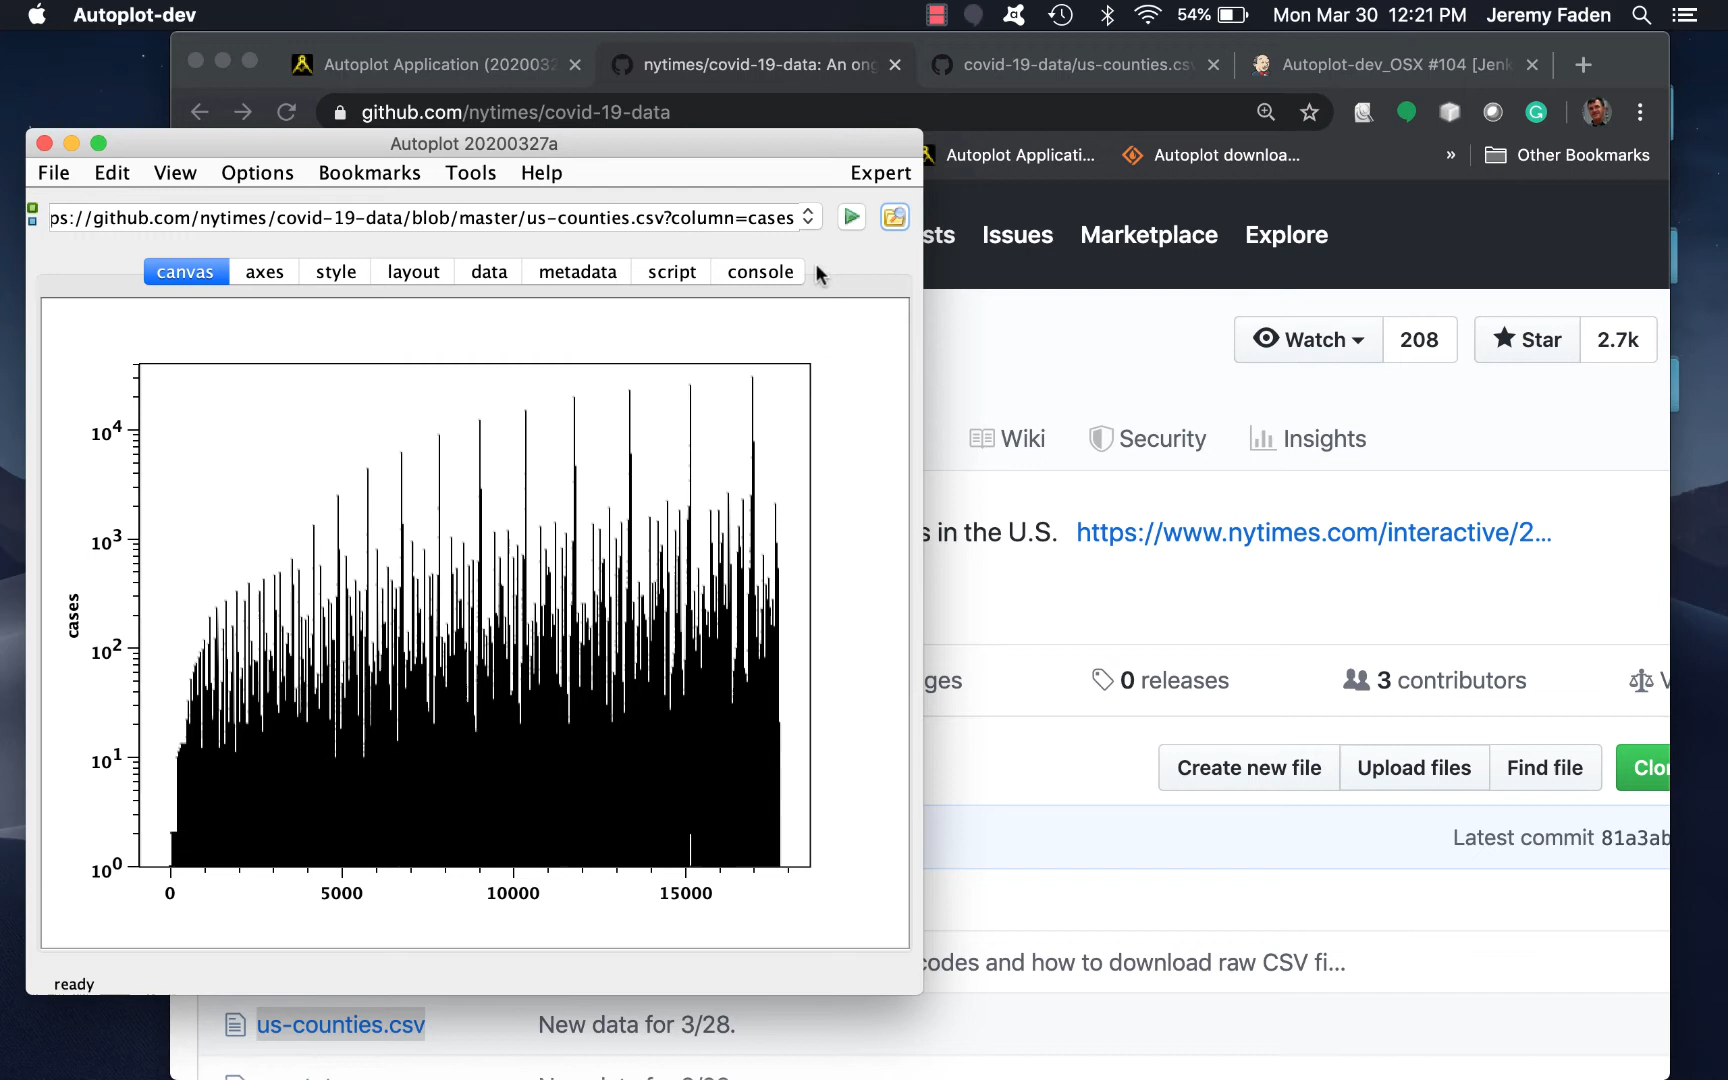 Autoplot-dev
54%
Mon Mar 30 12:21 PM
Jeremy Faden
Autoplot Application (202003
nytimes/covid-19-data: An on
covid-19-data/us-counties.cs
Autoplot-dev_OSX #104 [Jenk
github.com/nytimes/covid-19-data
Autoplot Applicati...
Autoplot downloa...
»
Other Bookmarks
Autoplot 20200327a
File Edit View Options Bookmarks Tools Help Expert
ps://github.com/nytimes/covid-19-data/blob/master/us-counties.csv?column=cases
canvas axes style layout data metadata script console
sts Issues Marketplace Explore
Watch 208 Star 2.7k
Wiki Security Insights
s in the U.S. https://www.nytimes.com/interactive/2...
ges 0 releases 3 contributors V
Create new file Upload files Find file Clo
Latest commit 81a3ab
codes and how to download raw CSV fi...
us-counties.csv New data for 3/28.
10⁴
10³
10²
10¹
10⁰
cases
0 5000 10000 15000
ready